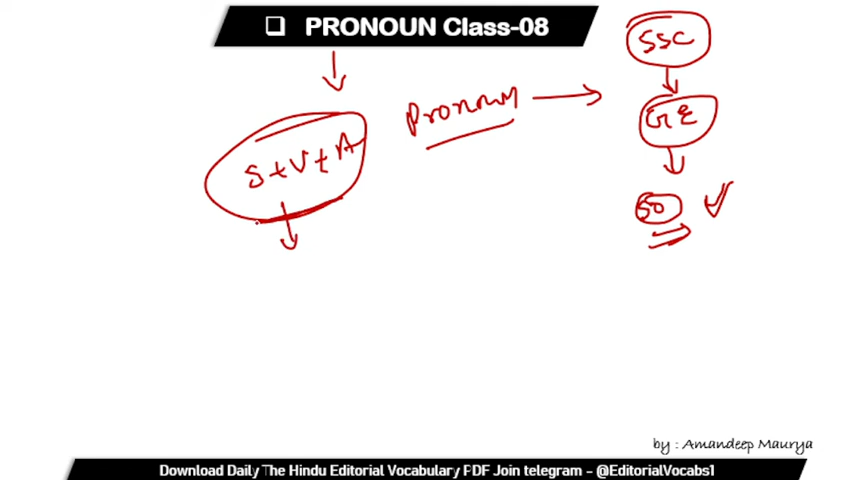 PRONOUN Class-08
SSC
Pronoun
GE
S+V+A
50
by : Amandeep Maurya
Download Daily The Hindu Editorial Vocabulary PDF Join telegram - @EditorialVocabs1